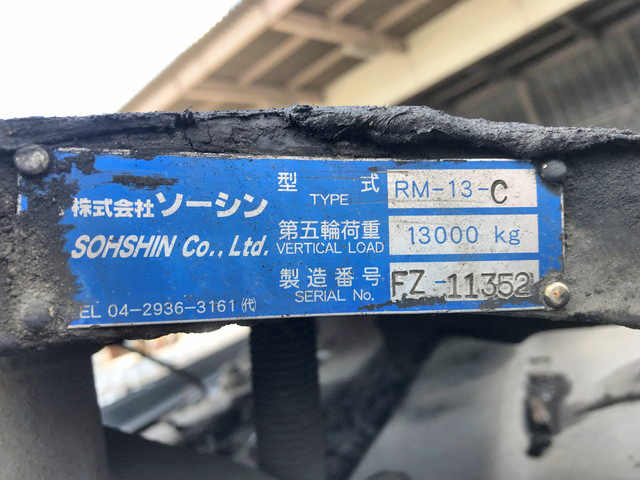 株式会社 ソーシン
SOHSHIN Co., Ltd.
EL 04-2936-3161 ㈹
型式 RM-13-C
TYPE
第五輪荷重 13000 kg
VERTICAL LOAD
製造番号 FZ-11352
SERIAL No.